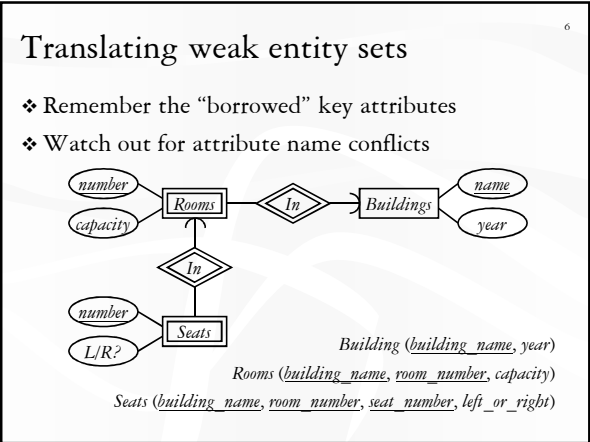 6
Translating weak entity sets
❖ Remember the “borrowed” key attributes
❖ Watch out for attribute name conflicts
number
capacity
Rooms
In
Buildings
name
year
In
number
L/R?
Seats
Building (building_name, year)
Rooms (building_name, room_number, capacity)
Seats (building_name, room_number, seat_number, left_or_right)